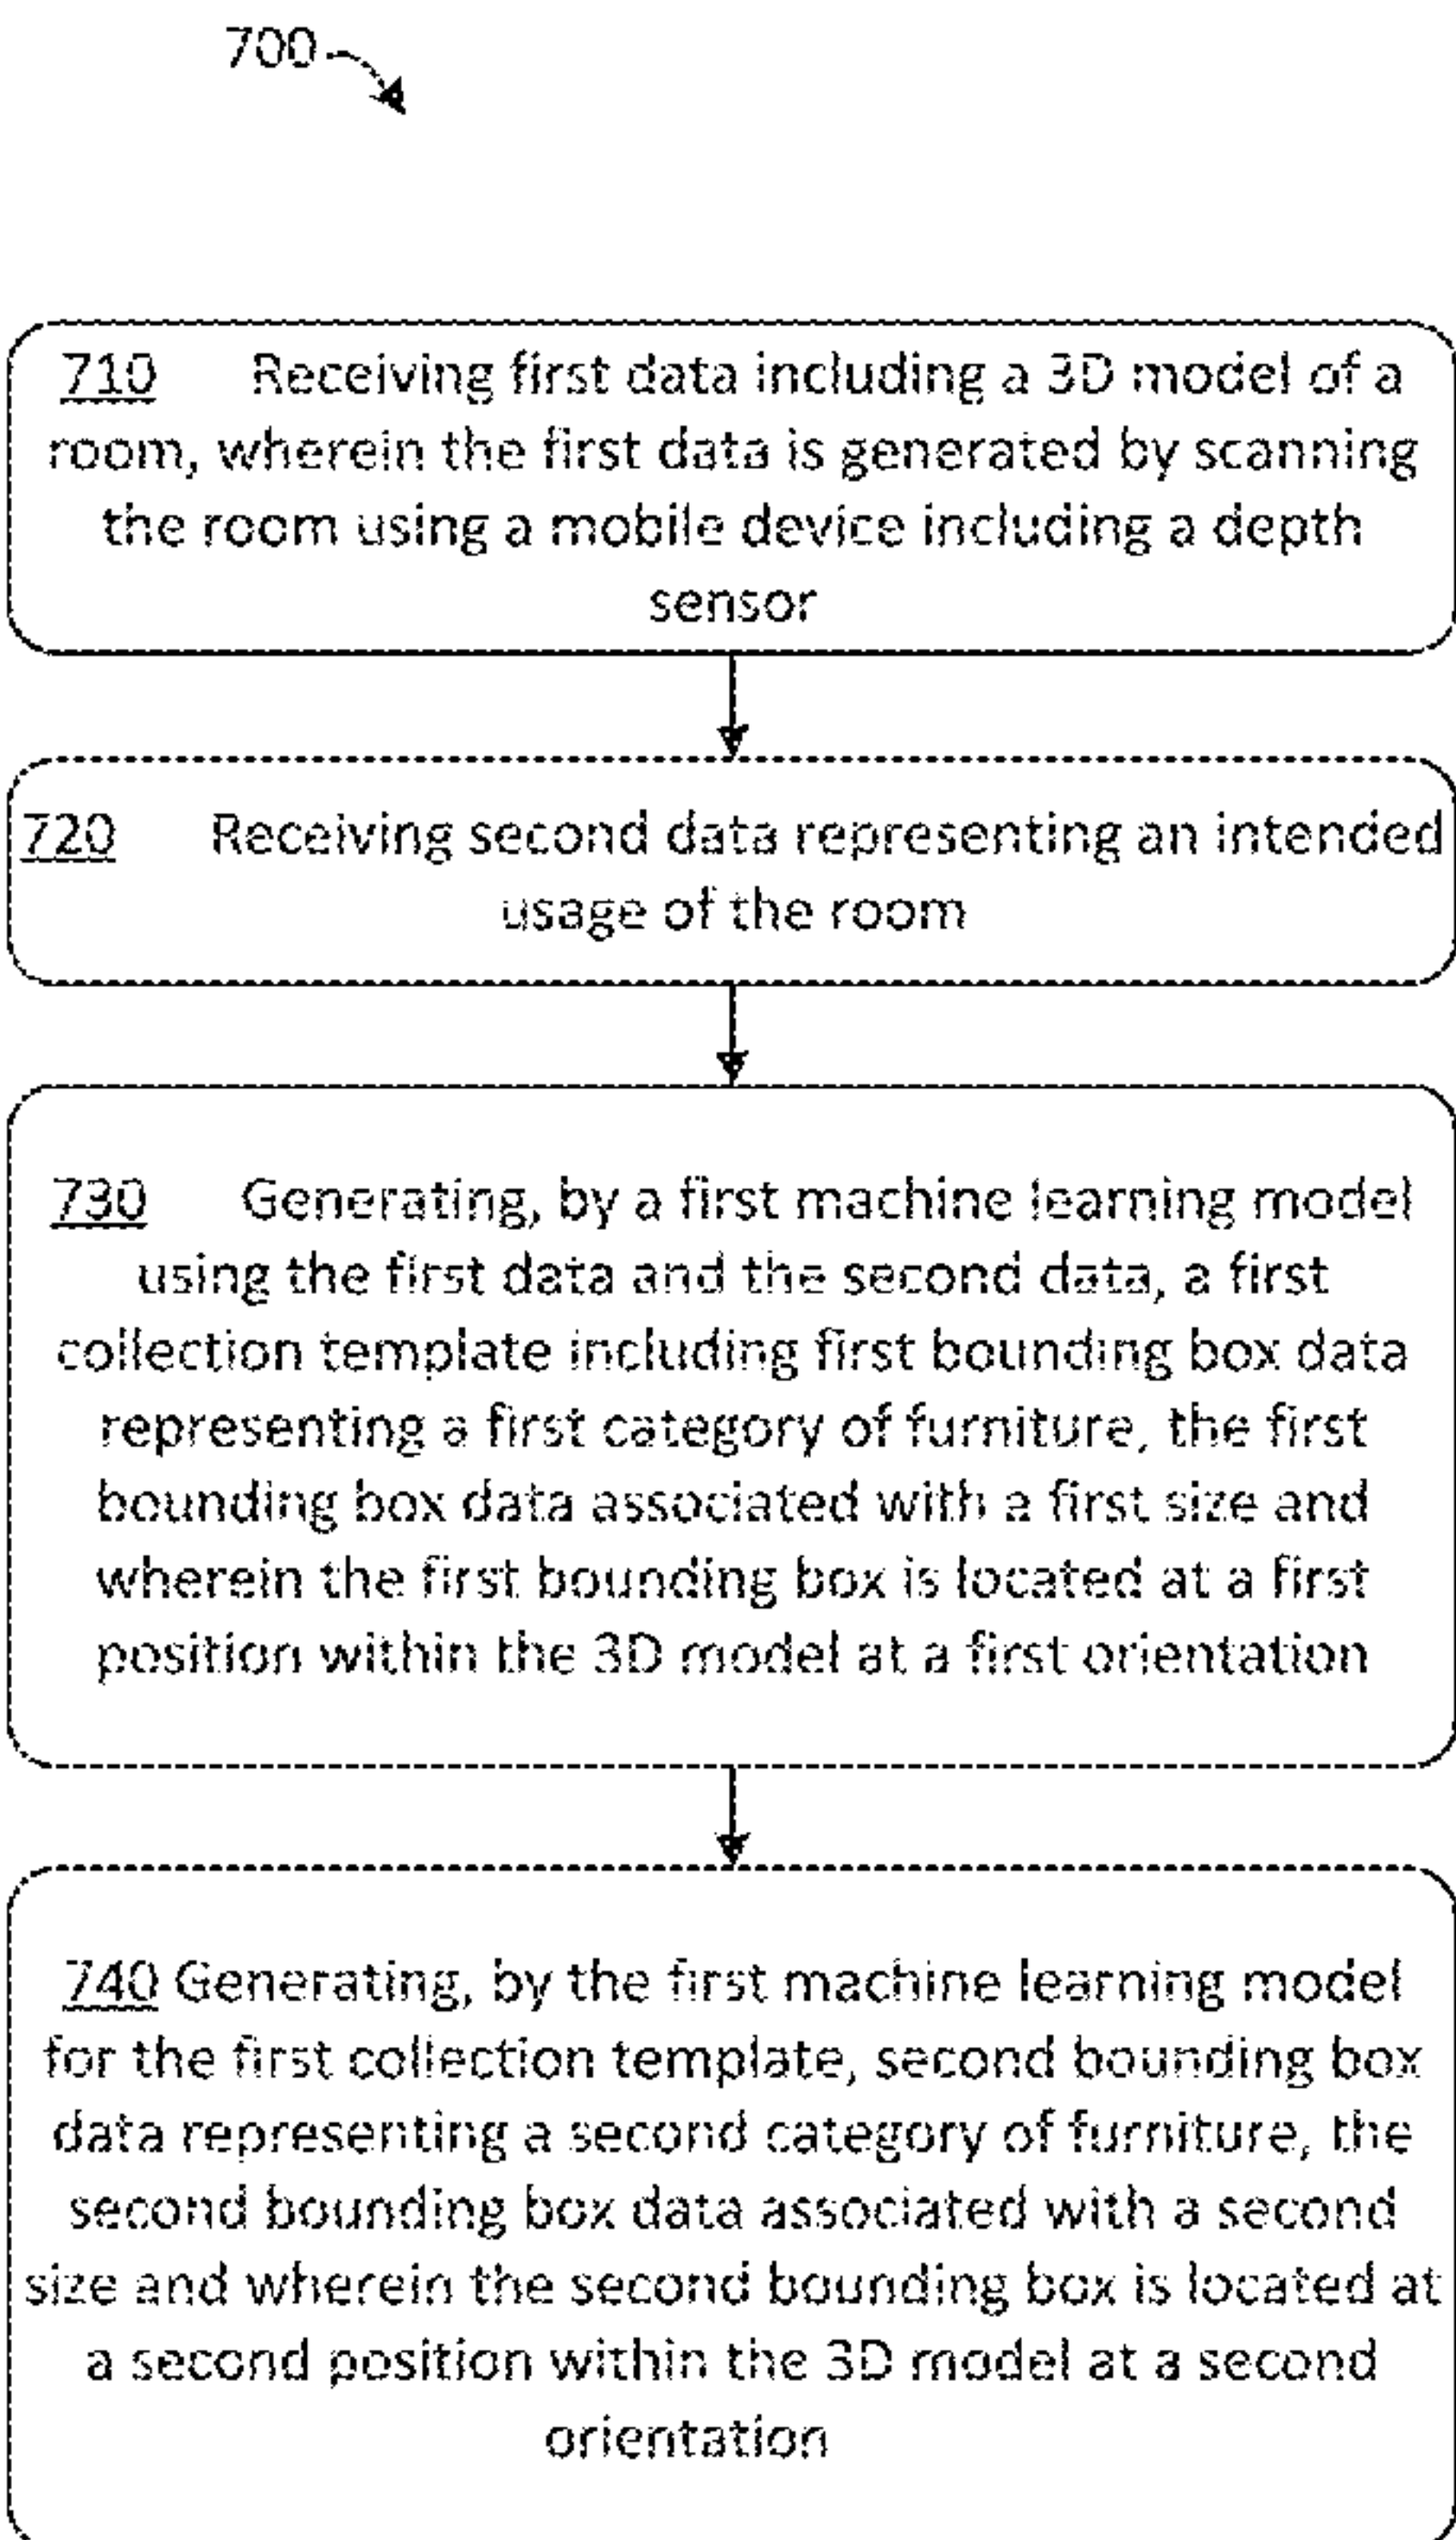 700
710 Receiving first data including a 3D model of a
room, wherein the first data is generated by scanning
the room using a mobile device including a depth
sensor
720 Receiving second data representing an intended
usage of the room
730 Generating, by a first machine learning model
using the first data and the second data, a first
collection template including first bounding box data
representing a first category of furniture, the first
bounding box data associated with a first size and
wherein the first bounding box is located at a first
position within the 3D model at a first orientation
740 Generating, by the first machine learning model
for the first collection template, second bounding box
data representing a second category of furniture, the
second bounding box data associated with a second
size and wherein the second bounding box is located at
a second position within the 3D model at a second
orientation